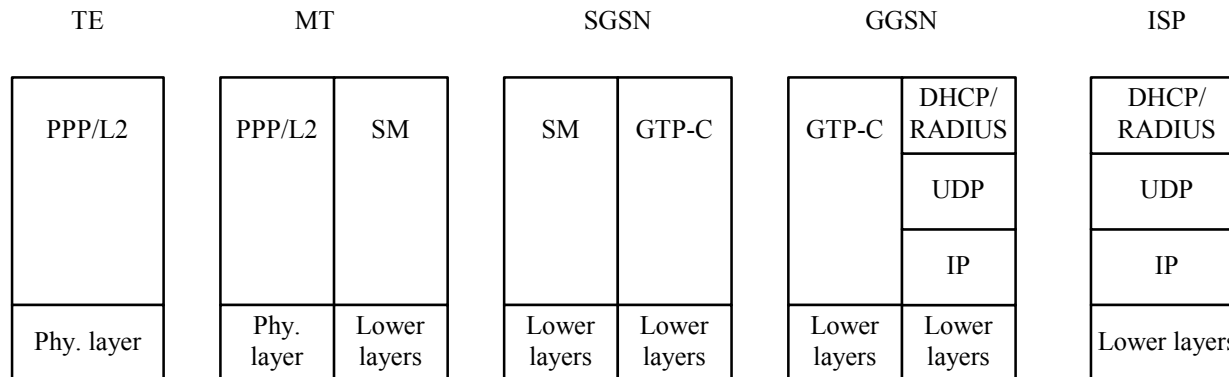 TE
MT
SGSN
GGSN
ISP
PPP/L2
Phy. layer
PPP/L2
SM
Phy.
layer
Lower
layers
SM
GTP-C
Lower
layers
Lower
layers
GTP-C
DHCP/
RADIUS
UDP
IP
Lower
layers
Lower
layers
DHCP/
RADIUS
UDP
IP
Lower layers